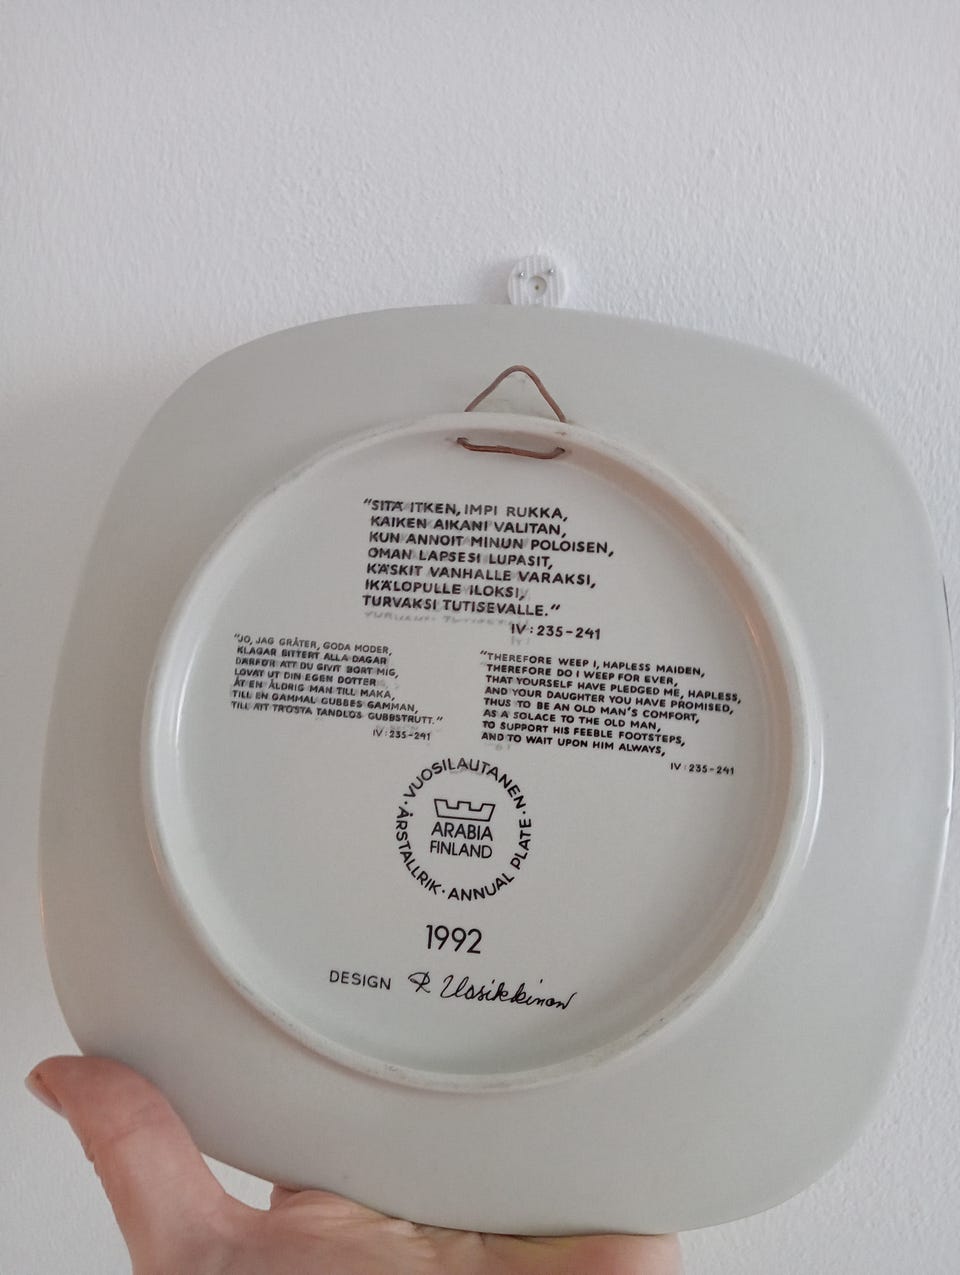 "SITÄ ITKEN, IMPI RUKKA,
KAIKEN AIKANI VALITAN,
KUN ANNOIT MINUN POLOISEN,
OMAN LAPSESI LUPASIT,
KÄSKIT VANHALLE VARAKSI,
IKÄLOPULLE ILOKSI,
TURVAKSI TUTISEVALLE."
IV:235-241
"JO, JAG GRÅTER, GODA MODER,
KLAGAR BITTERT ALLA DAGAR
DÄRFÖR ATT DU GIVIT BORT MIG,
LOVAT UT DIN EGEN DOTTER
ÅT EN ÅLDRIG MAN TILL MAKA,
TILL EN GAMMAL GUBBES GAMMAN,
TILL ATT TRÖSTA TANDLÖS GUBBSTRUTT."
IV:235-241
"THEREFORE WEEP I, HAPLESS MAIDEN,
THEREFORE DO I WEEP FOR EVER,
THAT YOURSELF HAVE PLEDGED ME, HAPLESS,
AND YOUR DAUGHTER YOU HAVE PROMISED,
THUS TO BE AN OLD MAN'S COMFORT,
AS A SOLACE TO THE OLD MAN,
TO SUPPORT HIS FEEBLE FOOTSTEPS,
AND TO WAIT UPON HIM ALWAYS,
IV:235-241
· VUOSILAUTANEN ·
ÅRSTALLRIK · ANNUAL PLATE
ARABIA
FINLAND
1992
DESIGN R Uosikkinen